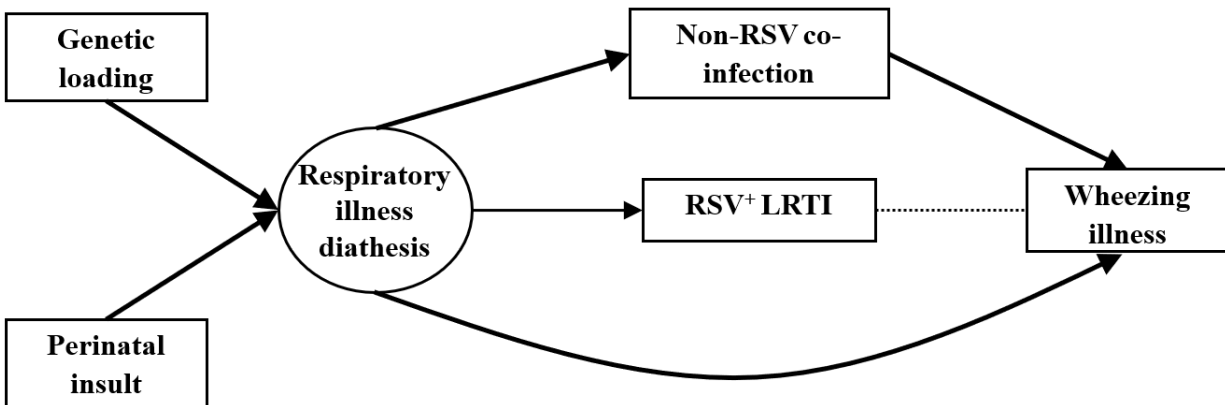 Genetic
loading
Non-RSV co-
infection
Respiratory
illness
diathesis
RSV⁺ LRTI
Wheezing
illness
Perinatal
insult